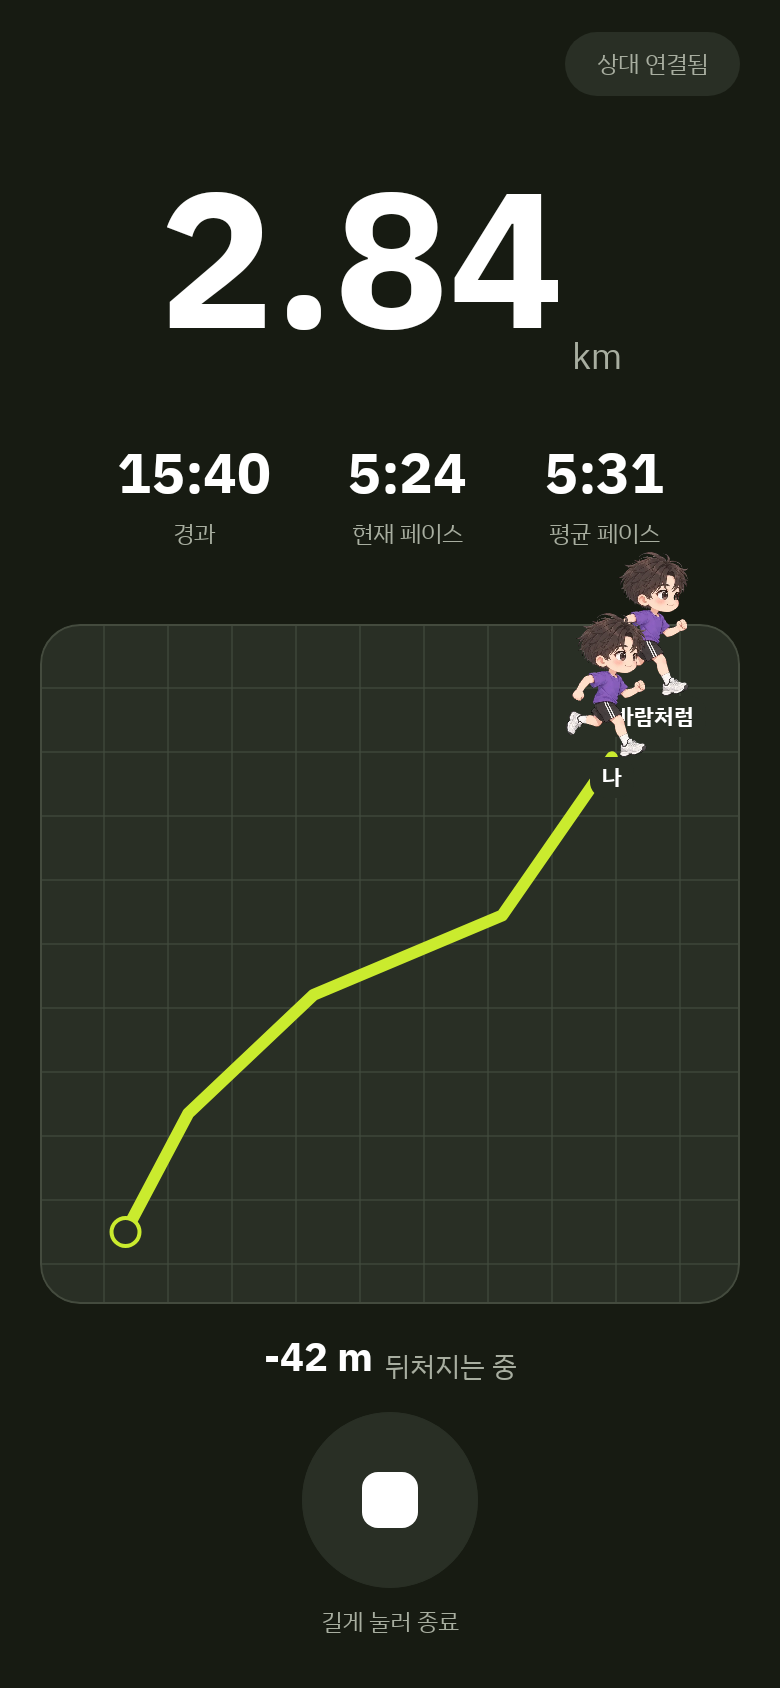 상대 연결됨
2.84 km
15:40 5:24 5:31
경과 현재 페이스 평균 페이스
바람처럼
나
-42 m 뒤처지는 중
길게 눌러 종료